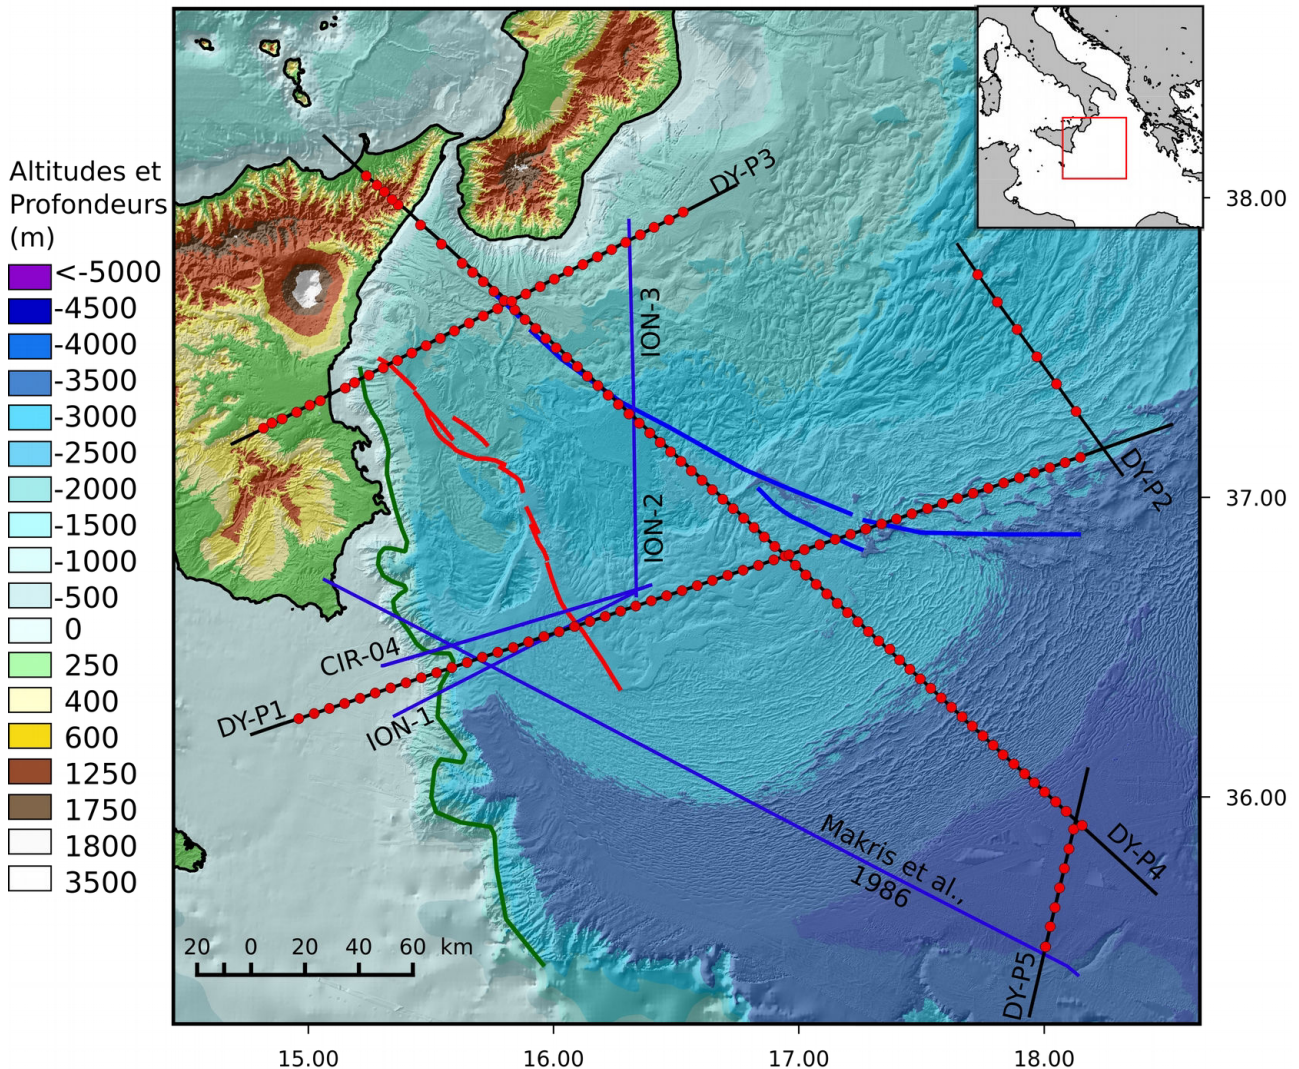 Altitudes et
Profondeurs
(m)
<-5000
-4500
-4000
-3500
-3000
-2500
-2000
-1500
-1000
-500
0
250
400
600
1250
1750
1800
3500
DY-P3
ION-3
DY-P2
ION-2
CIR-04
DY-P1
ION-1
Makris et al.,
1986
DY-P4
DY-P5
20 0 20 40 60 km
38.00
37.00
36.00
15.00 16.00 17.00 18.00